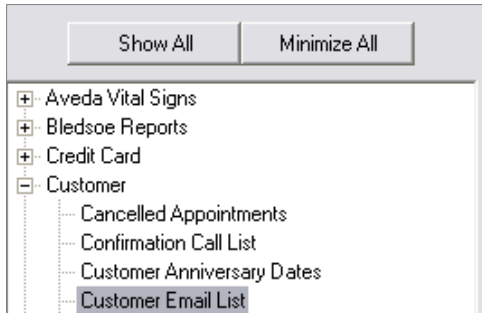 Show All Minimize All
Aveda Vital Signs
Bledsoe Reports
Credit Card
Customer
Cancelled Appointments
Confirmation Call List
Customer Anniversary Dates
Customer Email List